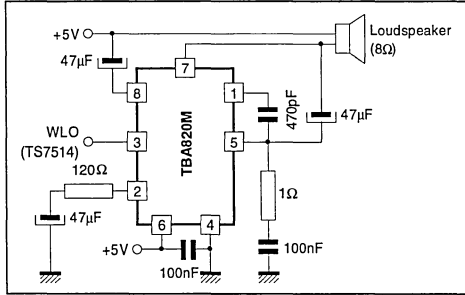 +5V
Loudspeaker
(8Ω)
47µF
7
8
1
470pF
47µF
WLO
(TS7514)
3
TBA820M
5
120Ω
2
1Ω
47µF
6
4
+5V
100nF
100nF